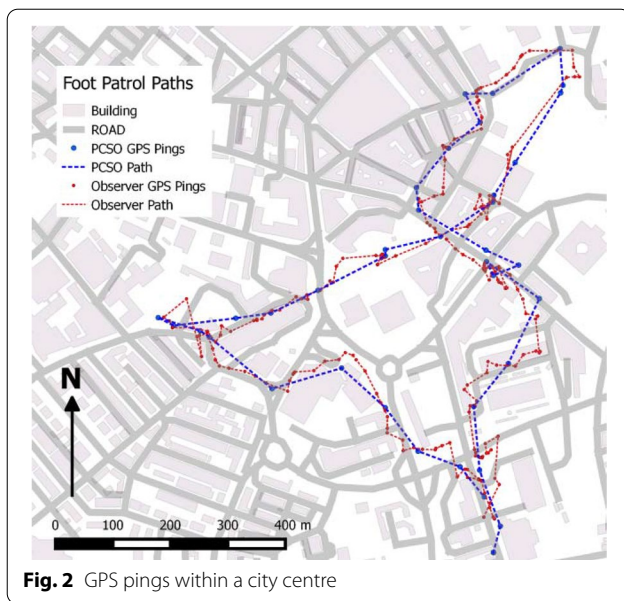 Foot Patrol Paths
Building
ROAD
PCSO GPS Pings
PCSO Path
Observer GPS Pings
Observer Path
N
0 100 200 300 400 m
Fig. 2 GPS pings within a city centre